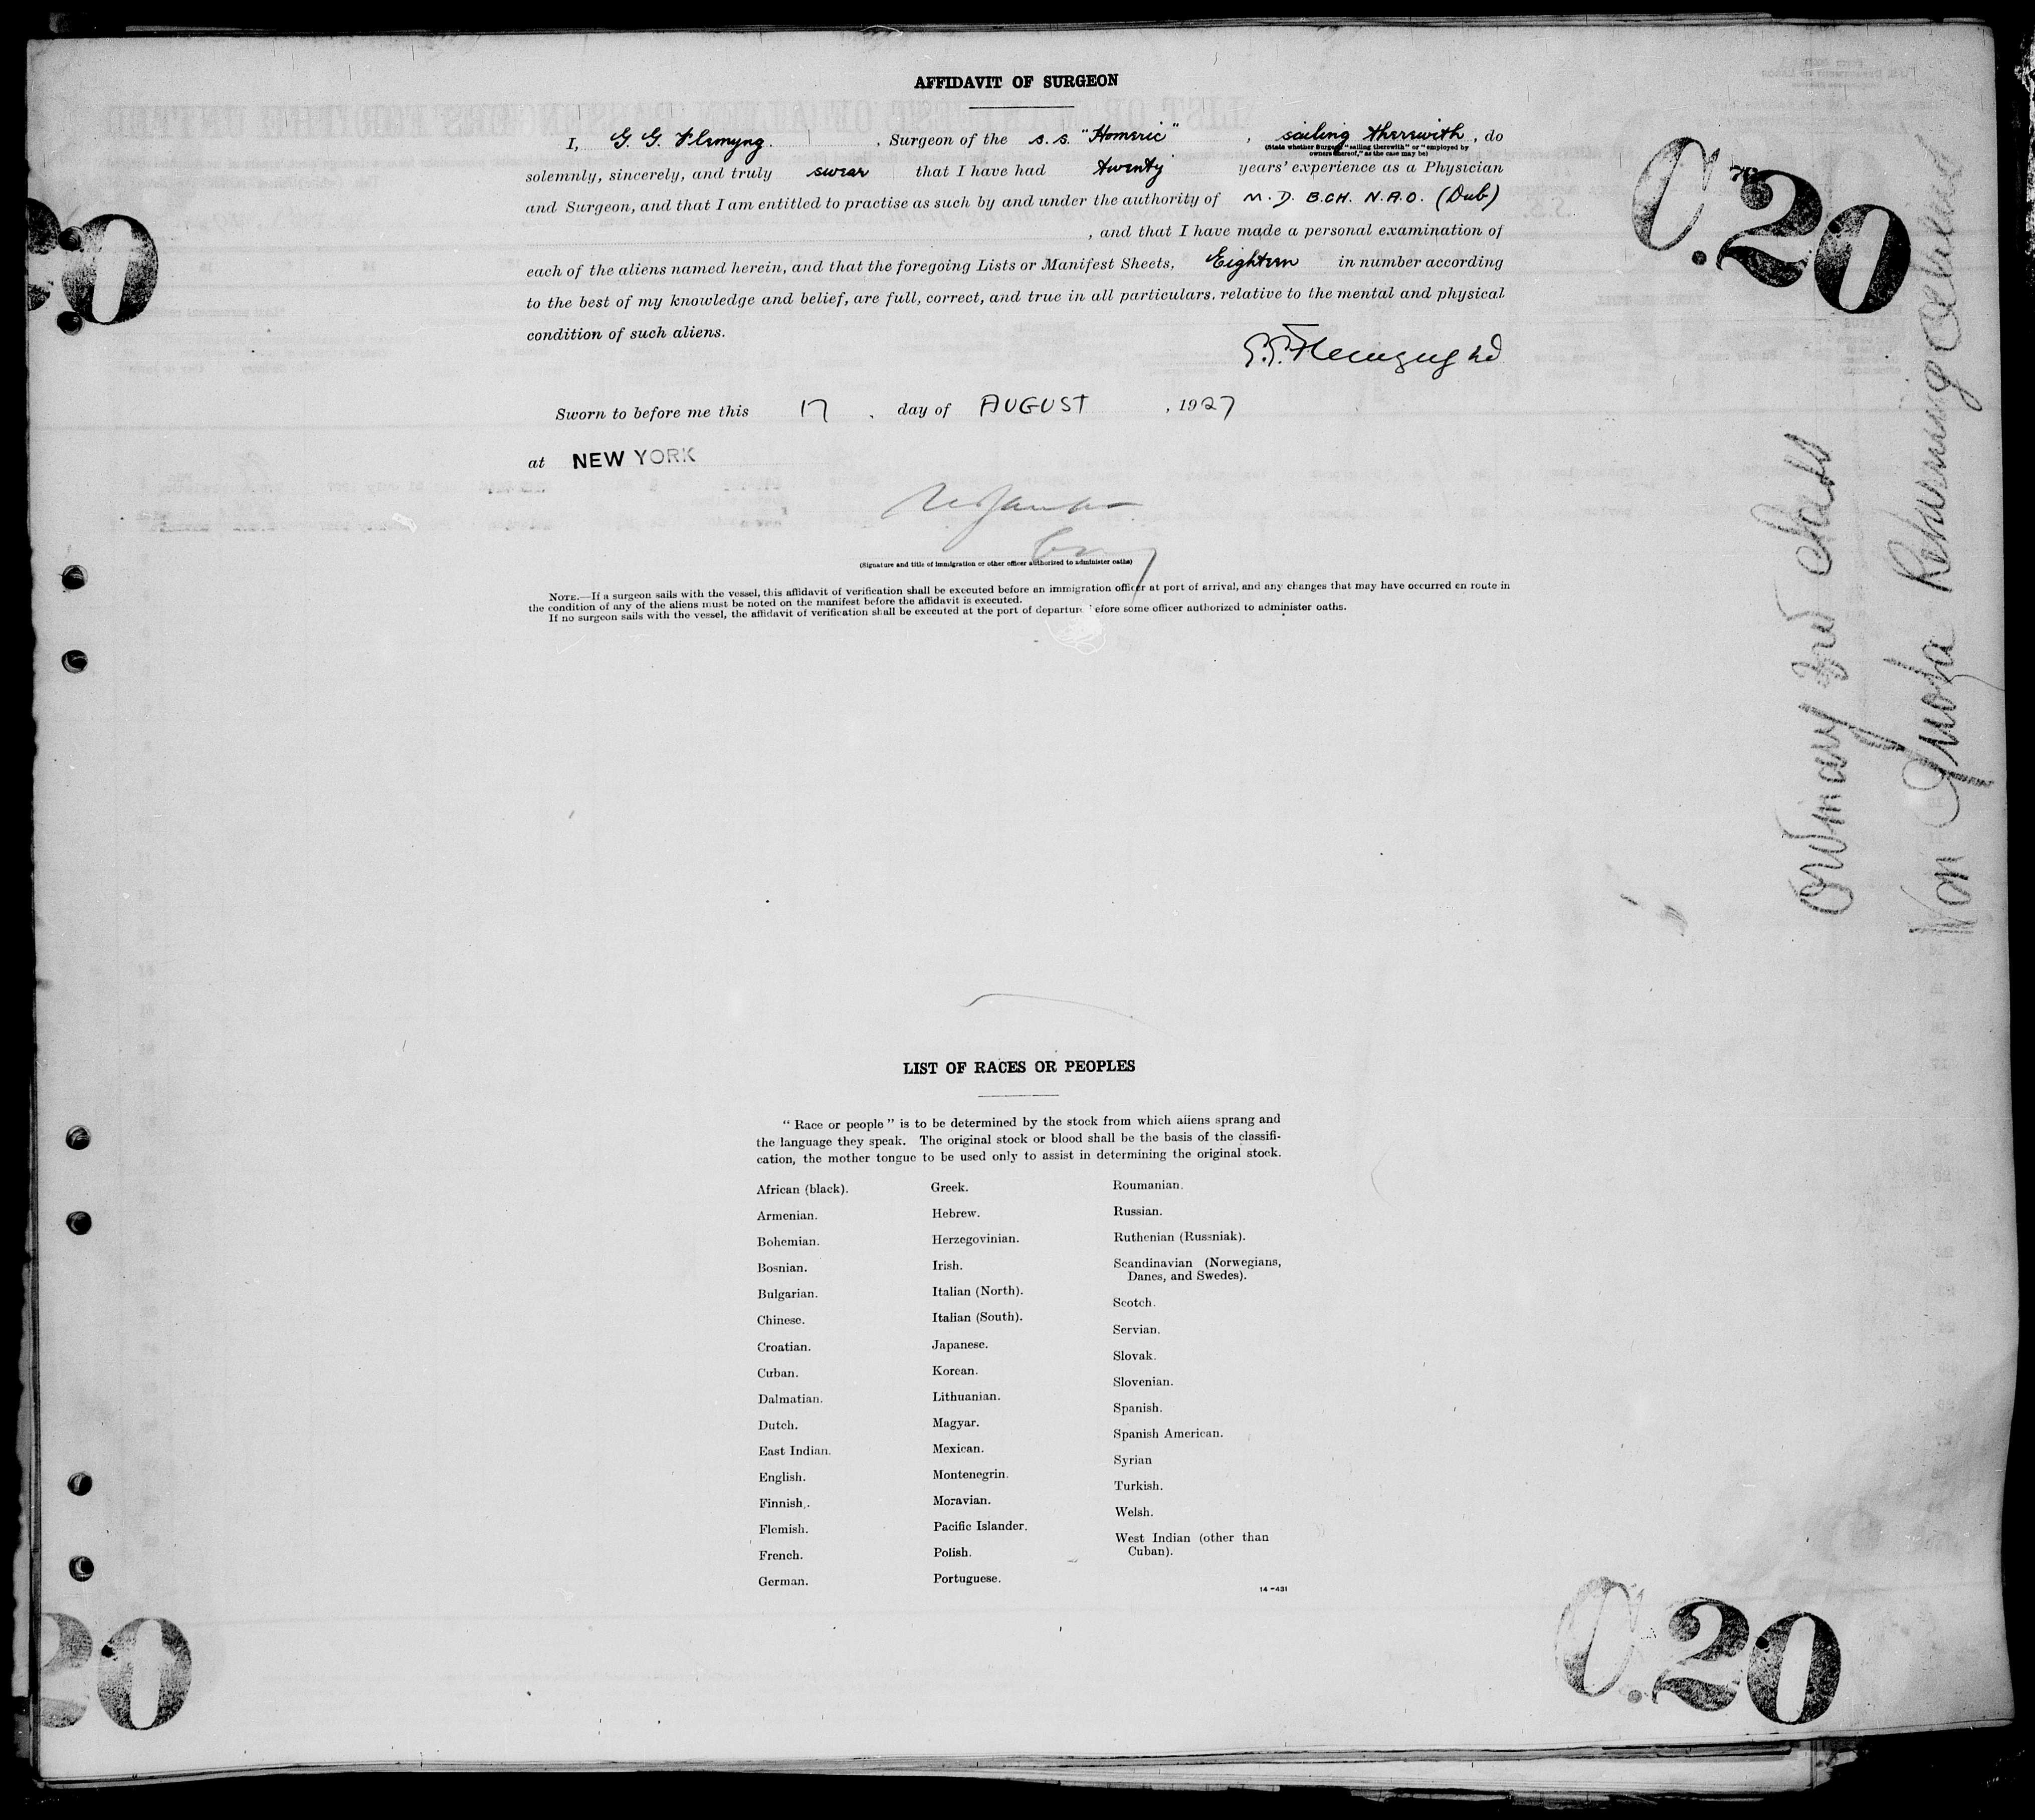 AFFIDAVIT OF SURGEON
I, G. G. Flemyng. , Surgeon of the S.S. "Homeric" , sailing therewith, do
(State whether Surgeon "sailing therewith" or "employed by
owners thereof," as the case may be)
solemnly, sincerely, and truly swear that I have had twenty years' experience as a Physician
and Surgeon, and that I am entitled to practise as such by and under the authority of M.D. B.CH. N.A.O. (Dub)
, and that I have made a personal examination of
each of the aliens named herein, and that the foregoing Lists or Manifest Sheets, Eighteen in number according
to the best of my knowledge and belief, are full, correct, and true in all particulars, relative to the mental and physical
condition of such aliens.
G. G. Flemyng MD
Sworn to before me this 17 day of AUGUST , 1927
at NEW YORK
(Signature and title of immigration or other officer authorized to administer oaths)
NOTE.—If a surgeon sails with the vessel, this affidavit of verification shall be executed before an immigration officer at port of arrival, and any changes that may have occurred en route in
the condition of any of the aliens must be noted on the manifest before the affidavit is executed.
If no surgeon sails with the vessel, the affidavit of verification shall be executed at the port of departure before some officer authorized to administer oaths.
C.20
Ordinary 3rd Class
Non Quota Returning
LIST OF RACES OR PEOPLES
"Race or people" is to be determined by the stock from which aliens sprang and
the language they speak. The original stock or blood shall be the basis of the classifi-
cation, the mother tongue to be used only to assist in determining the original stock.
African (black).
Armenian.
Bohemian.
Bosnian.
Bulgarian.
Chinese.
Croatian.
Cuban.
Dalmatian.
Dutch.
East Indian.
English.
Finnish.
Flemish.
French.
German.
Greek.
Hebrew.
Herzegovinian.
Irish.
Italian (North).
Italian (South).
Japanese.
Korean.
Lithuanian.
Magyar.
Mexican.
Montenegrin.
Moravian.
Pacific Islander.
Polish.
Portuguese.
Roumanian.
Russian.
Ruthenian (Russniak).
Scandinavian (Norwegians,
Danes, and Swedes).
Scotch.
Servian.
Slovak.
Slovenian.
Spanish.
Spanish American.
Syrian
Turkish.
Welsh.
West Indian (other than
Cuban).
14-431
20
C.20